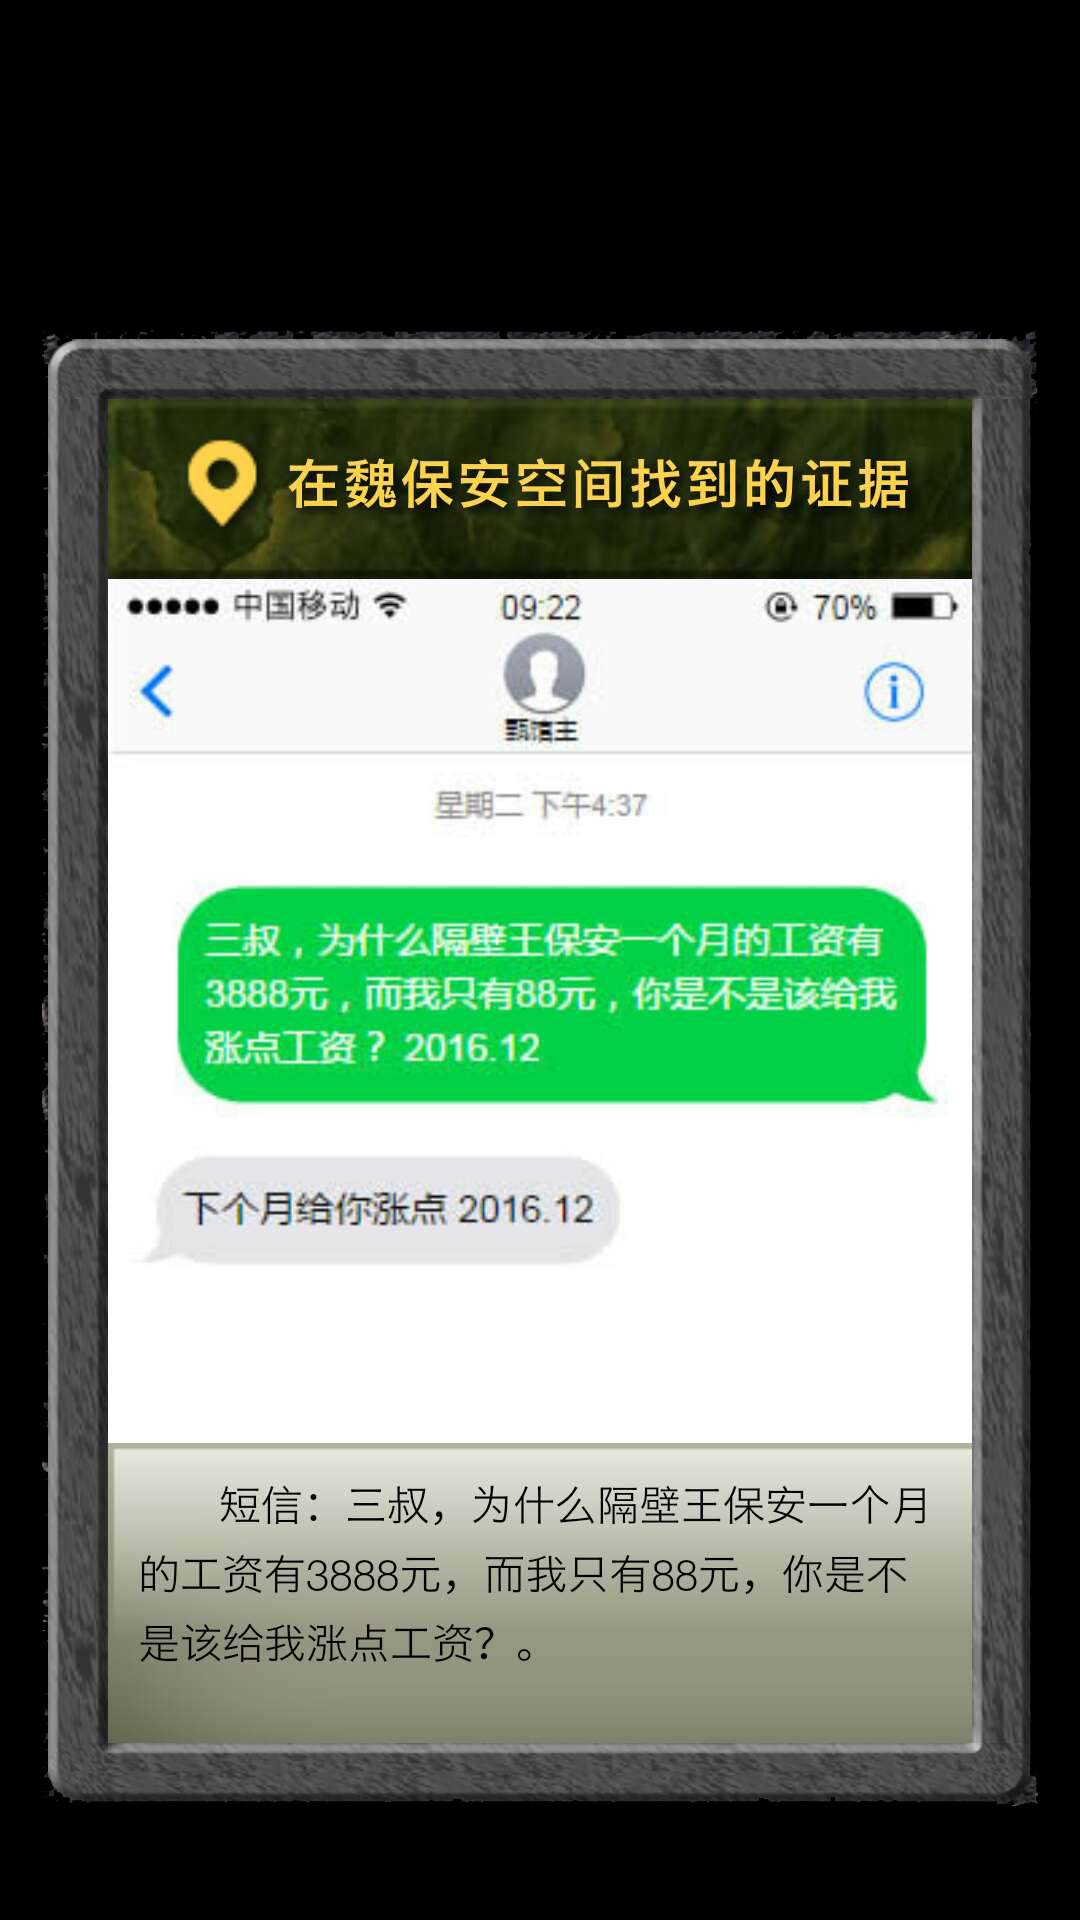 在魏保安空间找到的证据
中国移动 09:22 70%
甄馆主
星期二 下午4:37
三叔，为什么隔壁王保安一个月的工资有
3888元，而我只有88元，你是不是该给我
涨点工资？ 2016.12
下个月给你涨点 2016.12
短信：三叔，为什么隔壁王保安一个月
的工资有3888元，而我只有88元，你是不
是该给我涨点工资？。